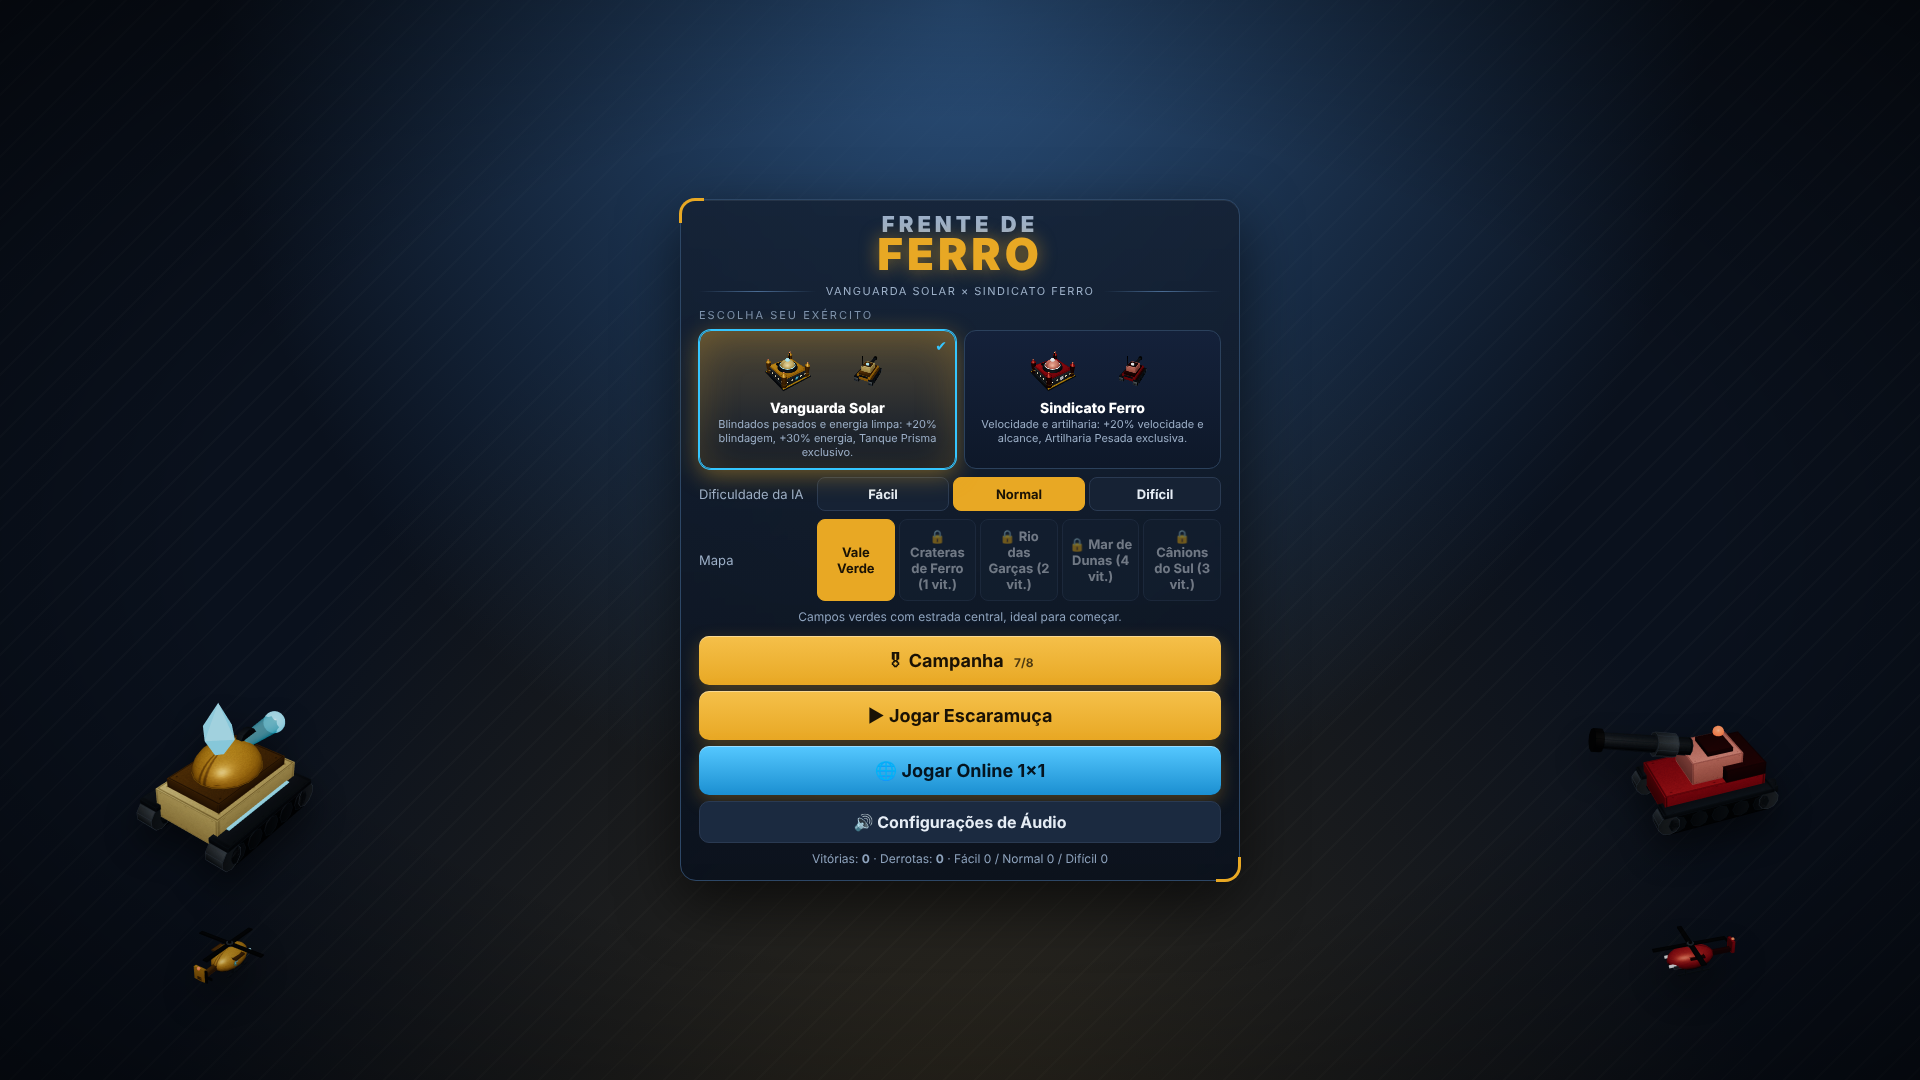 FRENTE DE
FERRO
VANGUARDA SOLAR × SINDICATO FERRO
ESCOLHA SEU EXÉRCITO
✔
Vanguarda Solar
Blindados pesados e energia limpa: +20%
blindagem, +30% energia, Tanque Prisma
exclusivo.
Sindicato Ferro
Velocidade e artilharia: +20% velocidade e
alcance, Artilharia Pesada exclusiva.
Dificuldade da IA
Fácil
Normal
Difícil
Mapa
Vale
Verde
🔒
Crateras
de Ferro
(1 vit.)
🔒 Rio
das
Garças (2
vit.)
🔒 Mar de
Dunas (4
vit.)
🔒
Cânions
do Sul (3
vit.)
Campos verdes com estrada central, ideal para começar.
🎖 Campanha 7/8
▶ Jogar Escaramuça
🌐 Jogar Online 1×1
🔊 Configurações de Áudio
Vitórias: 0 · Derrotas: 0 · Fácil 0 / Normal 0 / Difícil 0